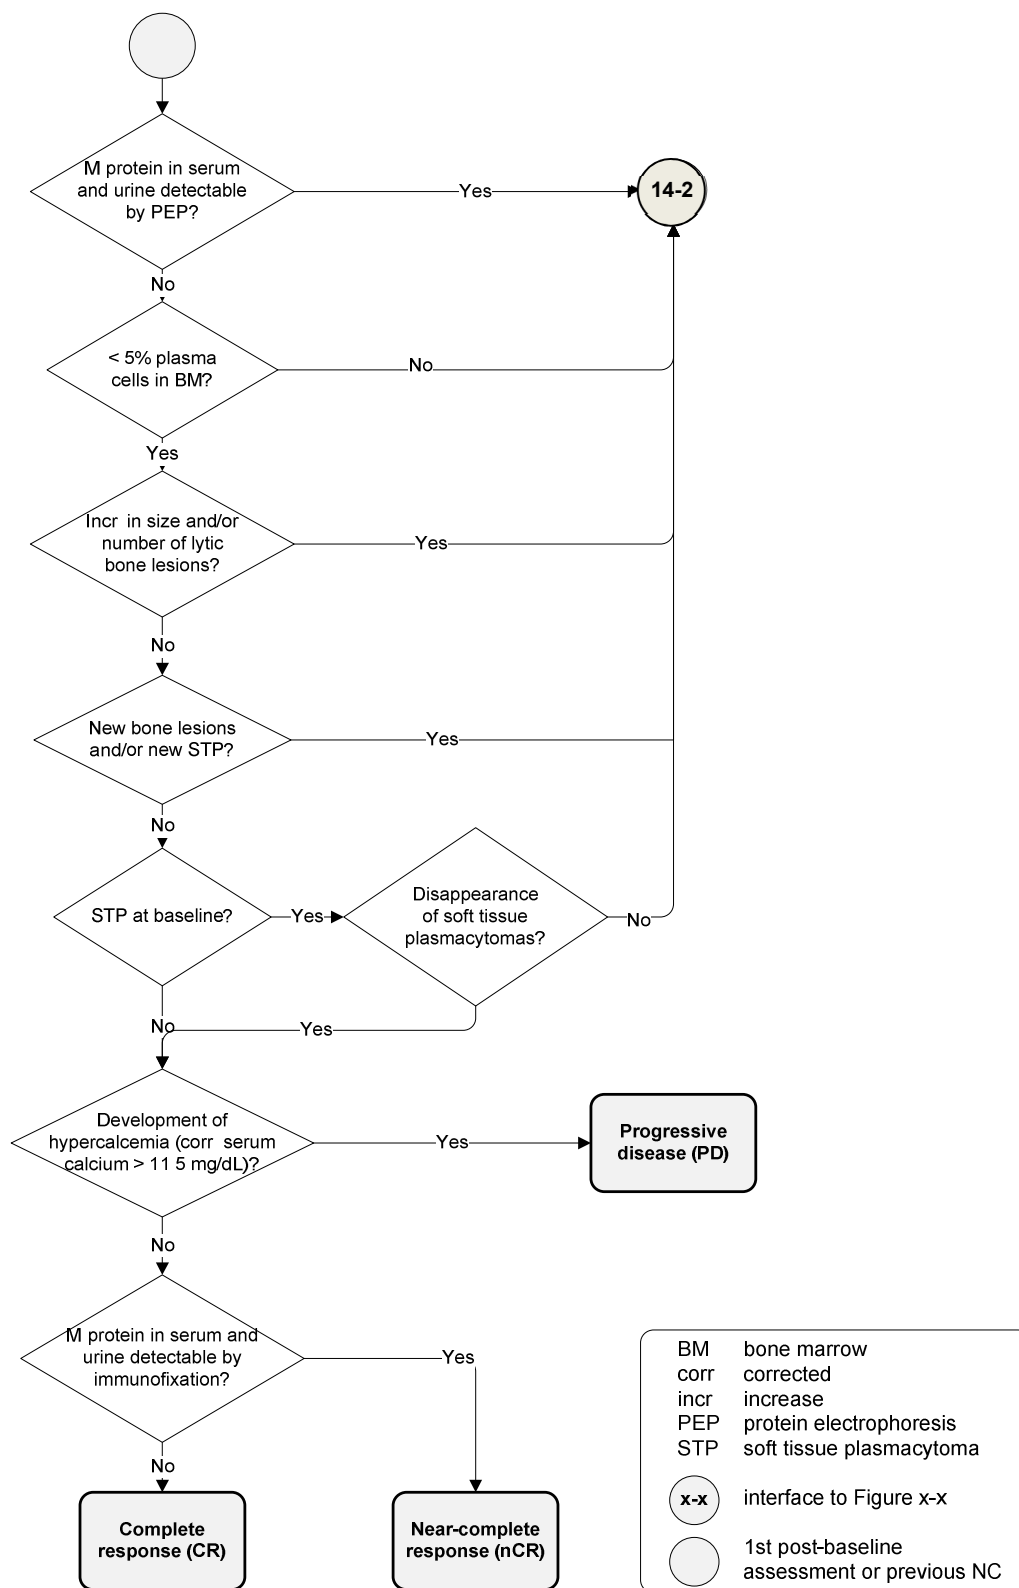 M protein in serum
and urine detectable
by PEP?
Yes
14-2
No
< 5% plasma
cells in BM?
No
Yes
Incr in size and/or
number of lytic
bone lesions?
Yes
No
New bone lesions
and/or new STP?
Yes
No
STP at baseline?
Yes
Disappearance
of soft tissue
plasmacytomas?
No
No
Yes
Development of
hypercalcemia (corr serum
calcium > 11 5 mg/dL)?
Yes
Progressive
disease (PD)
No
M protein in serum and
urine detectable by
immunofixation?
Yes
No
Complete
response (CR)
Near-complete
response (nCR)
BM bone marrow
corr corrected
incr increase
PEP protein electrophoresis
STP soft tissue plasmacytoma
x-x interface to Figure x-x
1st post-baseline
assessment or previous NC